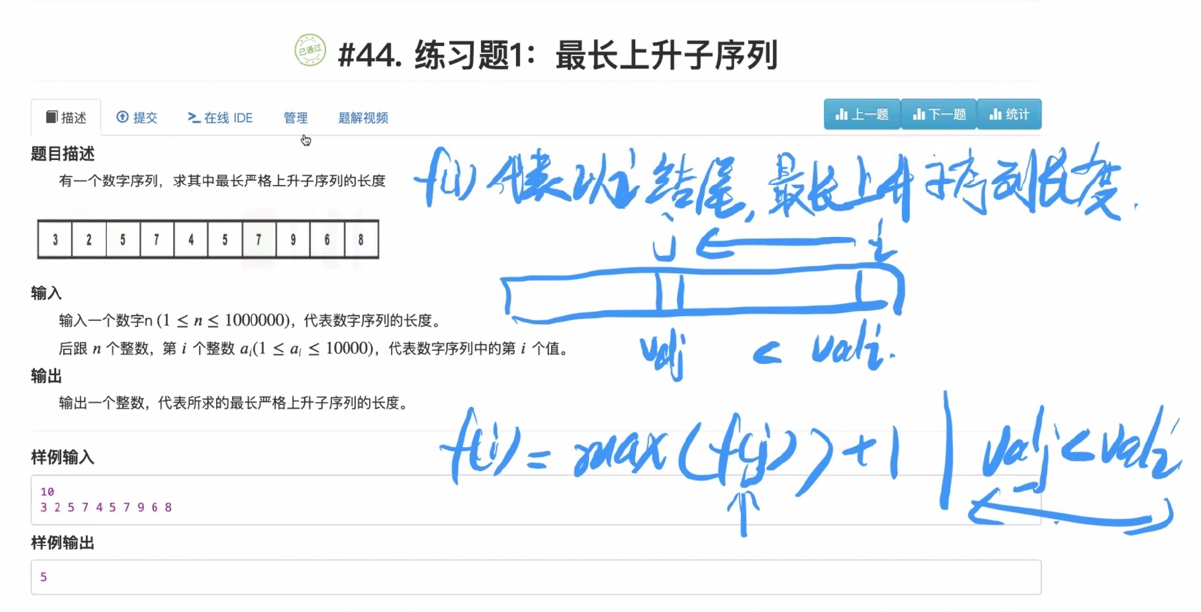 已通过
#44. 练习题1：最长上升子序列
描述 提交 在线 IDE 管理 题解视频 上一题 下一题 统计
题目描述
有一个数字序列，求其中最长严格上升子序列的长度
f(i) 代表以i结尾,最长上升子序列长度.
j i
3 2 5 7 4 5 7 9 6 8
valj < vali.
输入
输入一个数字n (1 ≤ n ≤ 1000000)，代表数字序列的长度。
后跟 n 个整数，第 i 个整数 aᵢ(1 ≤ aᵢ ≤ 10000)，代表数字序列中的第 i 个值。
输出
输出一个整数，代表所求的最长严格上升子序列的长度。
f(i) = max(f(j)) + 1 | valj < vali
样例输入
10
3 2 5 7 4 5 7 9 6 8
样例输出
5